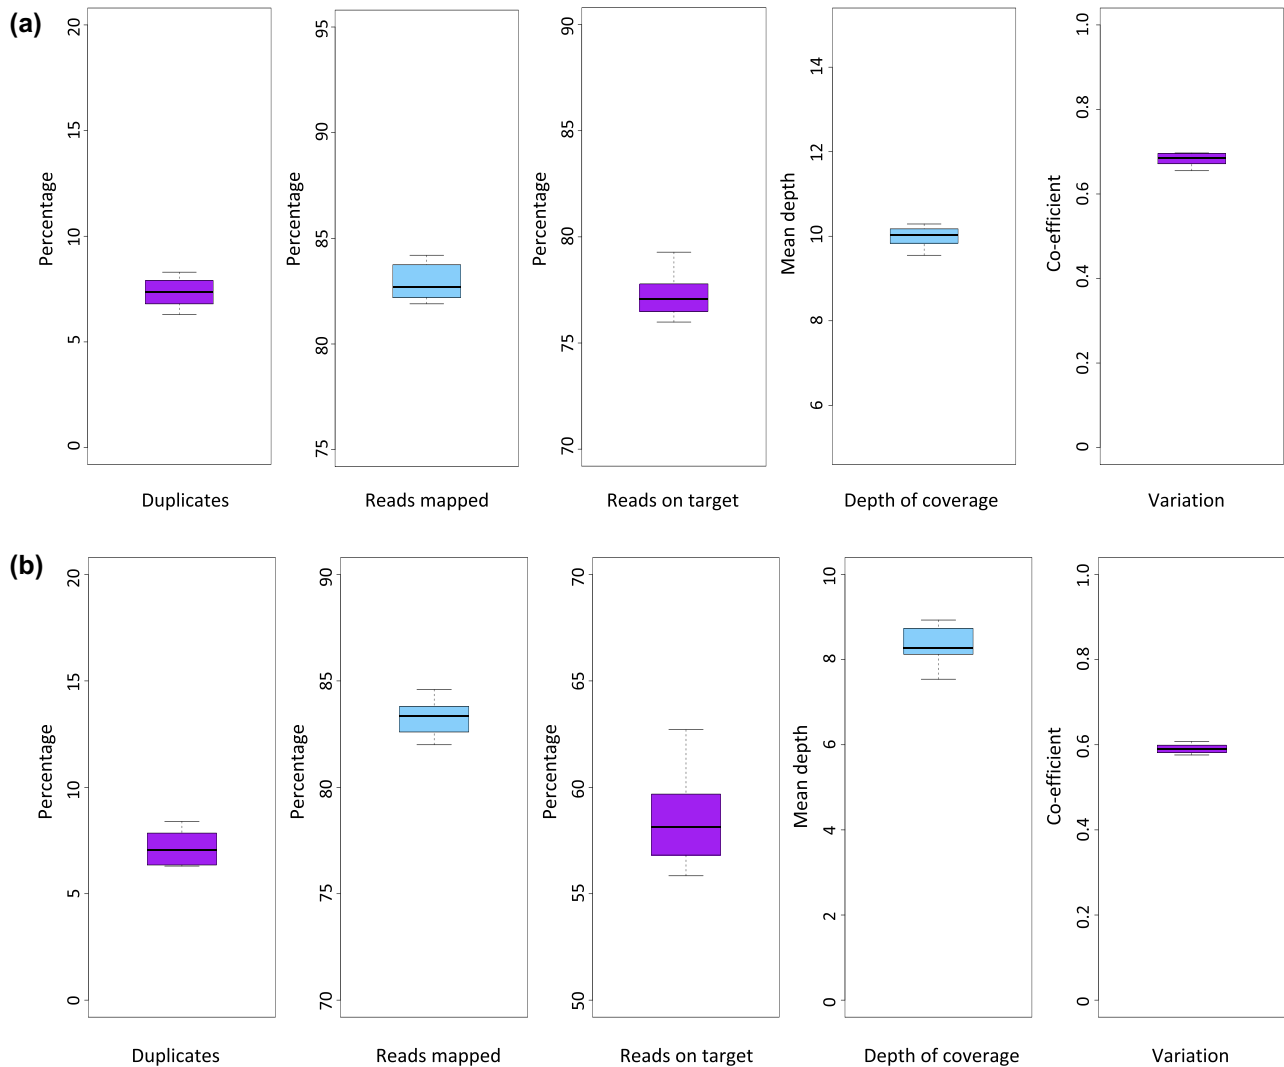 (a)
Percentage
0 5 10 15 20
Duplicates
Percentage
75 80 85 90 95
Reads mapped
Percentage
70 75 80 85 90
Reads on target
Mean depth
6 8 10 12 14
Depth of coverage
Co-efficient
0 0.2 0.4 0.6 0.8 1.0
Variation
(b)
Percentage
0 5 10 15 20
Duplicates
Percentage
70 75 80 85 90
Reads mapped
Percentage
50 55 60 65 70
Reads on target
Mean depth
0 2 4 6 8 10
Depth of coverage
Co-efficient
0 0.2 0.4 0.6 0.8 1.0
Variation